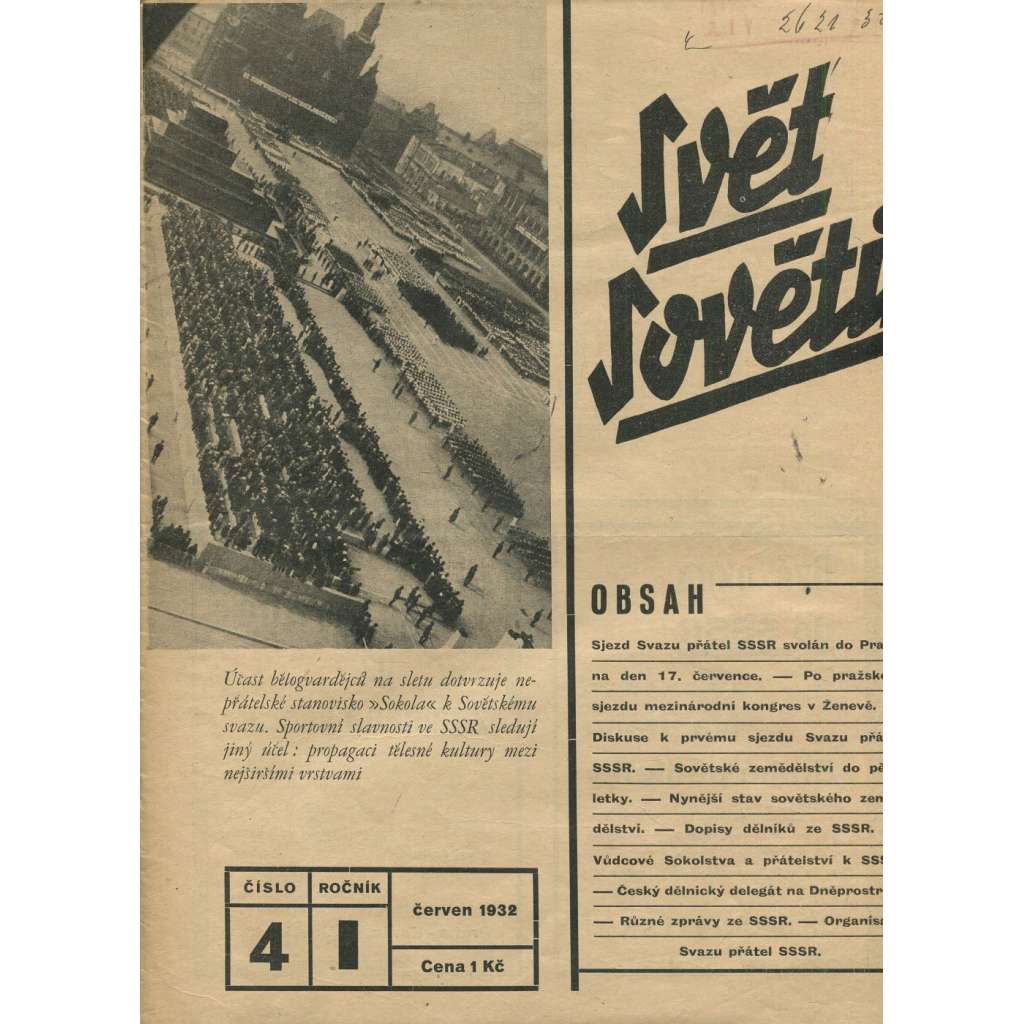 26 21
Svět
Sověti
Účast bělogvardějců na sletu dotvrzuje ne-
přátelské stanovisko »Sokola« k Sovětskému
svazu. Sportovní slavnosti ve SSSR sledují
jiný účel: propagaci tělesné kultury mezi
nejširšími vrstvami
ČÍSLO
ROČNÍK
4
I
červen 1932
Cena 1 Kč
OBSAH
Sjezd Svazu přátel SSSR svolán do Pra
na den 17. července. — Po pražské
sjezdu mezinárodní kongres v Ženevě.
Diskuse k prvému sjezdu Svazu přá
SSSR. — Sovětské zemědělství do pě
letky. — Nynější stav sovětského zem
dělství. — Dopisy dělníků ze SSSR.
Vůdcové Sokolstva a přátelství k SSS
— Český dělnický delegát na Dněprostr
— Různé zprávy ze SSSR. — Organisa
Svazu přátel SSSR.